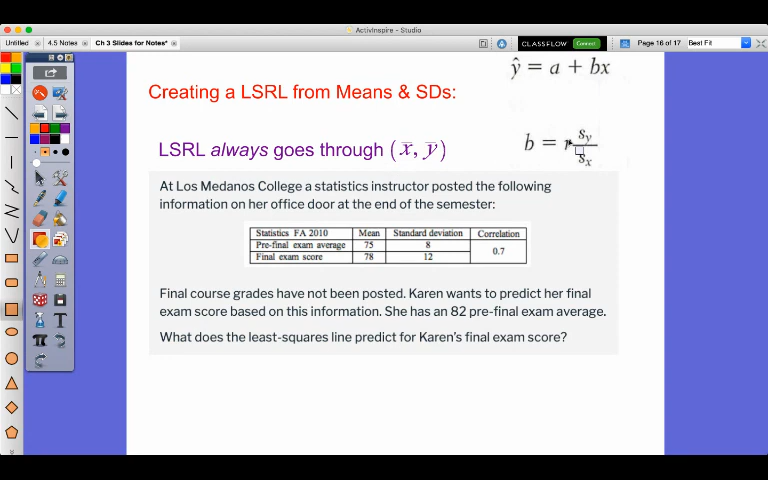 ActivInspire - Studio
Untitled
4.5 Notes
Ch 3 Slides for Notes*
CLASSFLOW
Connect
Page 16 of 17
Best Fit
ŷ = a + bx
Creating a LSRL from Means & SDs:
LSRL always goes through (x̄, ȳ)
b = r sy/sx
At Los Medanos College a statistics instructor posted the following
information on her office door at the end of the semester:
Statistics FA 2010 Mean Standard deviation Correlation
Pre-final exam average 75 8 0.7
Final exam score 78 12
Final course grades have not been posted. Karen wants to predict her final
exam score based on this information. She has an 82 pre-final exam average.
What does the least-squares line predict for Karen's final exam score?